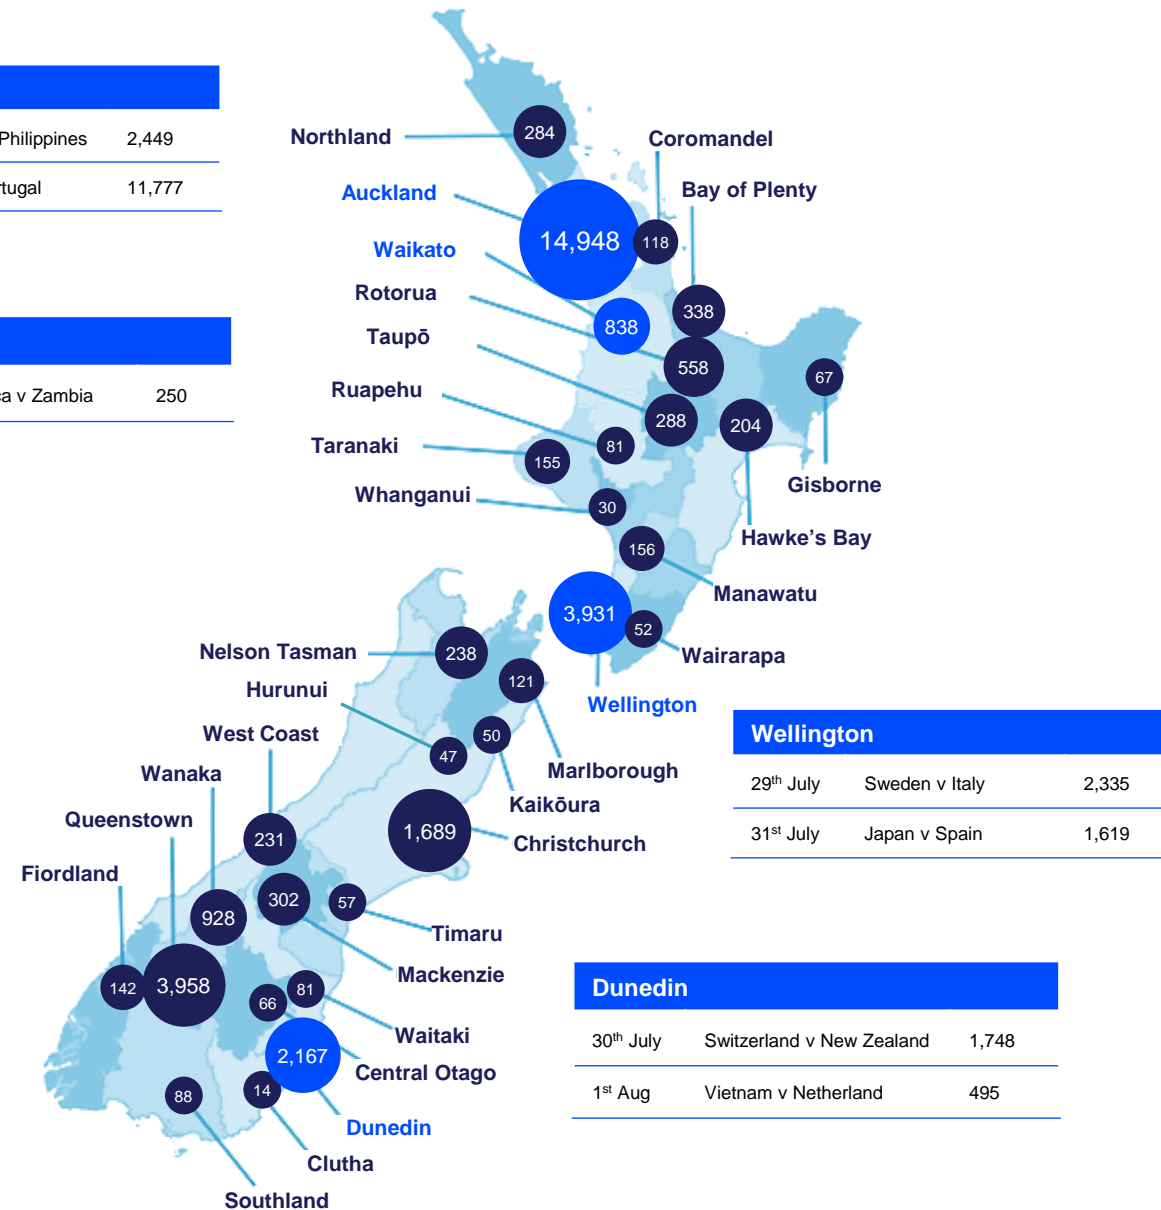 Philippines 2,449
11,777
v Zambia 250
Northland
284
Coromandel
Auckland
14,948
118
Bay of Plenty
Waikato
838
338
Rotorua
558
Taupō
288
67
Ruapehu
81
204
Taranaki
155
Gisborne
Whanganui
30
Hawke's Bay
156
Manawatu
3,931
52
Wairarapa
Wellington
Nelson Tasman
238
Hurunui
121
West Coast
47
50
Marlborough
Wanaka
Kaikōura
Queenstown
231
1,689
Christchurch
Fiordland
928
302
57
Timaru
Mackenzie
142
3,958
66
81
Waitaki
2,167
Central Otago
88
14
Dunedin
Clutha
Southland
Wellington
29th July Sweden v Italy 2,335
31st July Japan v Spain 1,619
Dunedin
30th July Switzerland v New Zealand 1,748
1st Aug Vietnam v Netherland 495